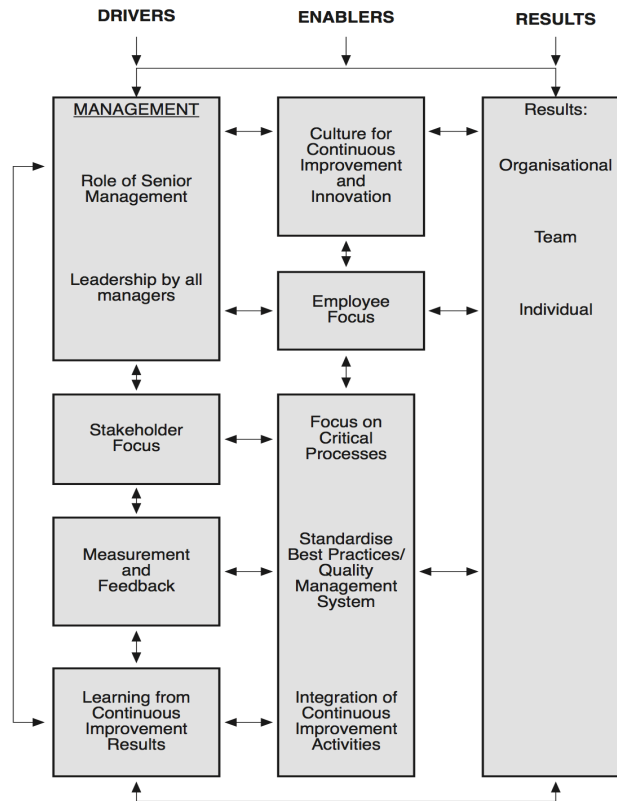 DRIVERS
ENABLERS
RESULTS
MANAGEMENT
Role of Senior
Management
Leadership by all
managers
Stakeholder
Focus
Measurement
and
Feedback
Learning from
Continuous
Improvement
Results
Culture for
Continuous
Improvement
and
Innovation
Employee
Focus
Focus on
Critical
Processes
Standardise
Best Practices/
Quality
Management
System
Integration of
Continuous
Improvement
Activities
Results:
Organisational
Team
Individual